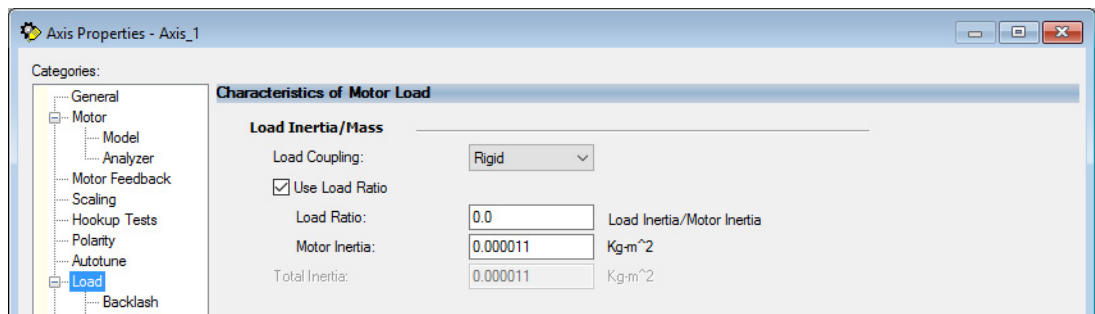 Axis Properties - Axis_1
Categories:
General
Motor
Model
Analyzer
Motor Feedback
Scaling
Hookup Tests
Polarity
Autotune
Load
Backlash
Characteristics of Motor Load
Load Inertia/Mass
Load Coupling: Rigid
Use Load Ratio
Load Ratio: 0.0 Load Inertia/Motor Inertia
Motor Inertia: 0.000011 Kg-m^2
Total Inertia: 0.000011 Kg-m^2